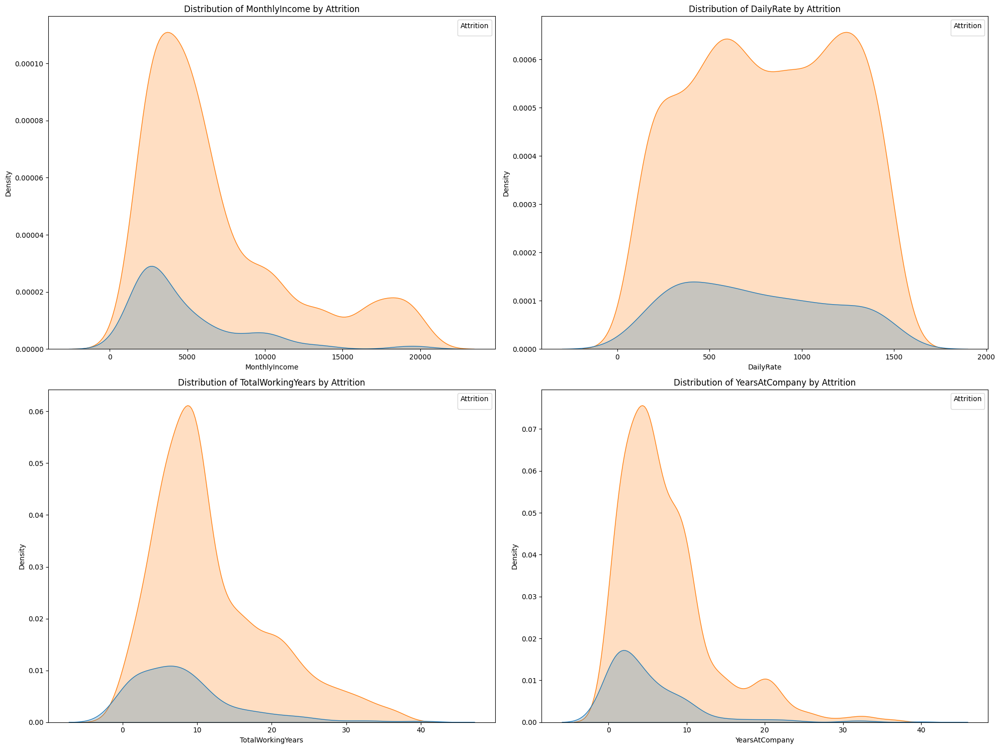 Distribution of MonthlyIncome by Attrition
Attrition
Density
0.00010
0.00008
0.00006
0.00004
0.00002
0.00000
0 5000 10000 15000 20000
MonthlyIncome
Distribution of DailyRate by Attrition
Attrition
Density
0.0006
0.0005
0.0004
0.0003
0.0002
0.0001
0.0000
0 500 1000 1500 2000
DailyRate
Distribution of TotalWorkingYears by Attrition
Attrition
Density
0.06
0.05
0.04
0.03
0.02
0.01
0.00
0 10 20 30 40
TotalWorkingYears
Distribution of YearsAtCompany by Attrition
Attrition
Density
0.07
0.06
0.05
0.04
0.03
0.02
0.01
0.00
0 10 20 30 40
YearsAtCompany